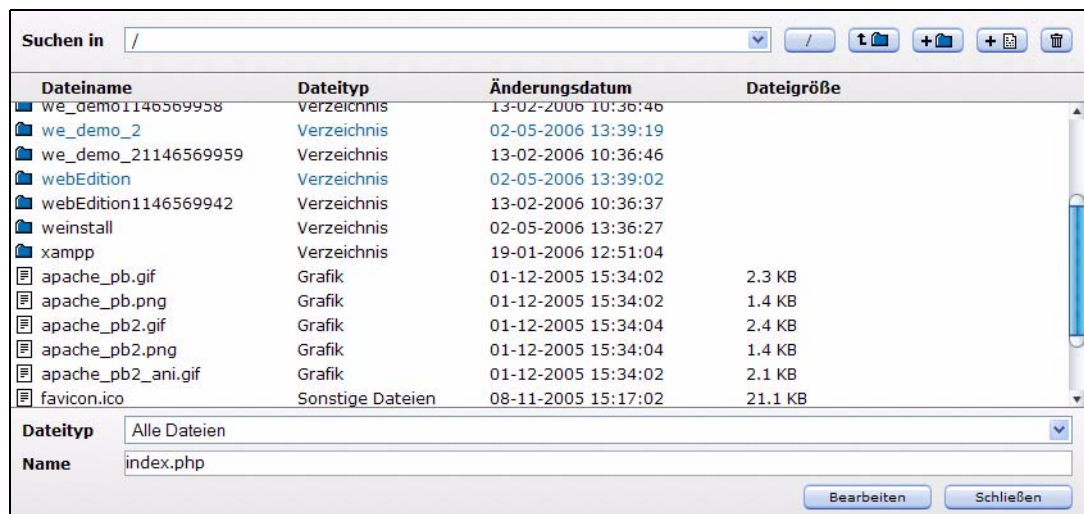 Suchen in / /
Dateiname Dateityp Änderungsdatum Dateigröße
we_demo1146569958 Verzeichnis 13-02-2006 10:36:46
we_demo_2 Verzeichnis 02-05-2006 13:39:19
we_demo_21146569959 Verzeichnis 13-02-2006 10:36:46
webEdition Verzeichnis 02-05-2006 13:39:02
webEdition1146569942 Verzeichnis 13-02-2006 10:36:37
weinstall Verzeichnis 02-05-2006 13:36:27
xampp Verzeichnis 19-01-2006 12:51:04
apache_pb.gif Grafik 01-12-2005 15:34:02 2.3 KB
apache_pb.png Grafik 01-12-2005 15:34:02 1.4 KB
apache_pb2.gif Grafik 01-12-2005 15:34:04 2.4 KB
apache_pb2.png Grafik 01-12-2005 15:34:04 1.4 KB
apache_pb2_ani.gif Grafik 01-12-2005 15:34:02 2.1 KB
favicon.ico Sonstige Dateien 08-11-2005 15:17:02 21.1 KB
Dateityp Alle Dateien
Name index.php
Bearbeiten Schließen